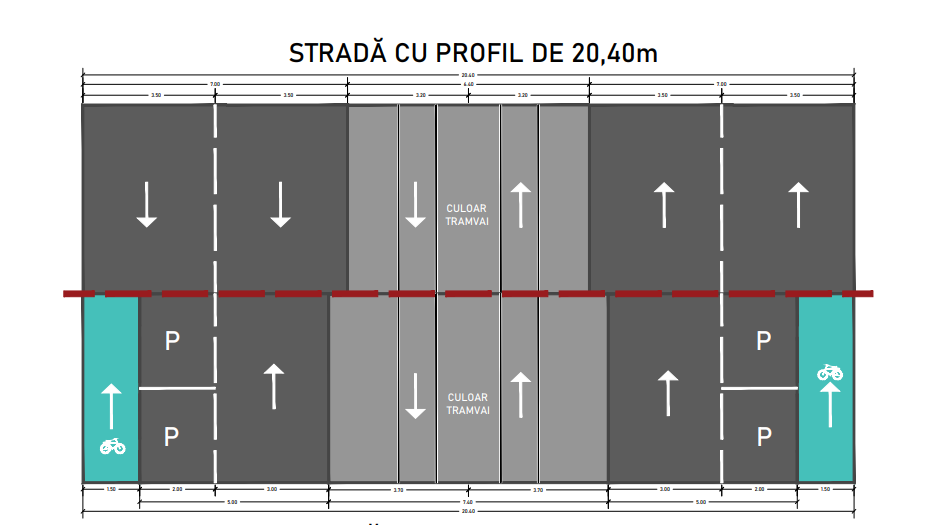 STRADĂ CU PROFIL DE 20,40m
20.40
7.00 6.40 7.00
3.50 3.50 3.20 3.20 3.50 3.50
CULOAR
TRAMVAI
P P
CULOAR
TRAMVAI
P P
1.50 2.00 3.00 3.70 3.70 3.00 2.00 1.50
5.00 7.40 5.00
20.40